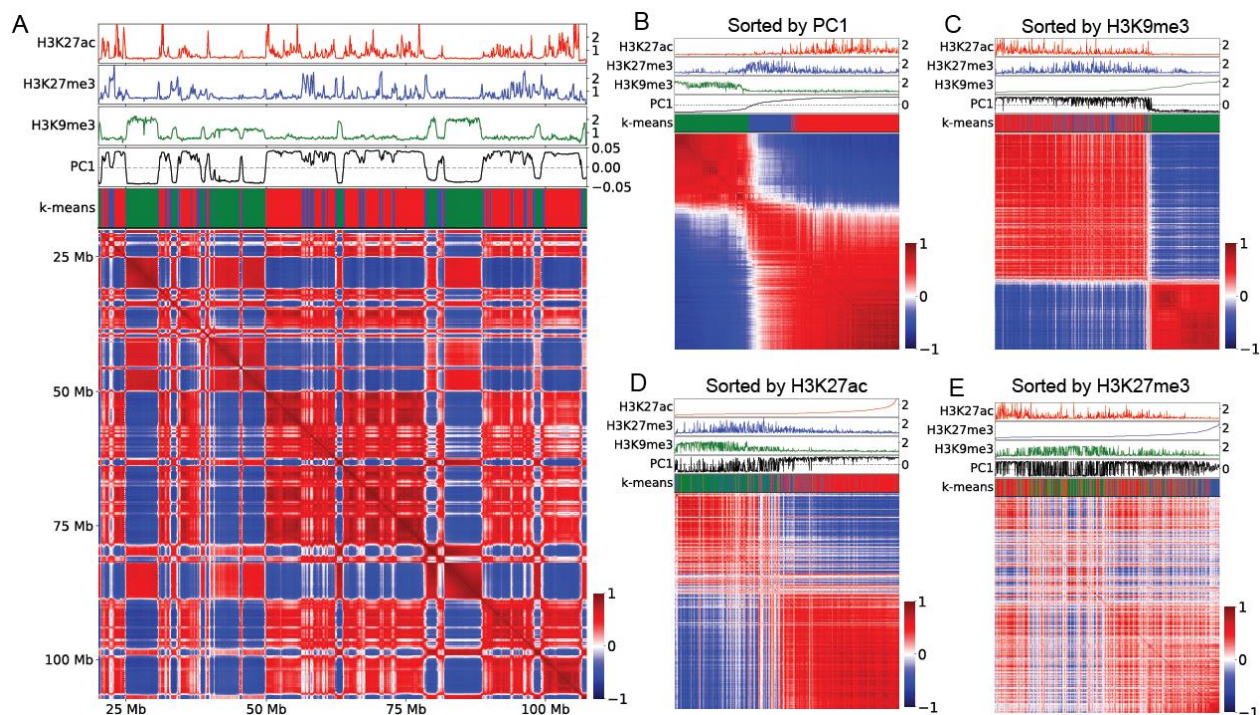 A
H3K27ac
2
1
H3K27me3
2
1
H3K9me3
2
1
PC1
0.05
0.00
−0.05
k-means
25 Mb
50 Mb
75 Mb
100 Mb
25 Mb 50 Mb 75 Mb 100 Mb
1
0
−1
B
Sorted by PC1
H3K27ac 2
H3K27me3 2
H3K9me3 2
PC1 0
k-means
1
0
−1
C
Sorted by H3K9me3
H3K27ac 2
H3K27me3 2
H3K9me3 2
PC1 0
k-means
1
0
−1
D
Sorted by H3K27ac
H3K27ac 2
H3K27me3 2
H3K9me3 2
PC1 0
k-means
1
0
−1
E
Sorted by H3K27me3
H3K27ac 2
H3K27me3 2
H3K9me3 2
PC1 0
k-means
1
0
−1